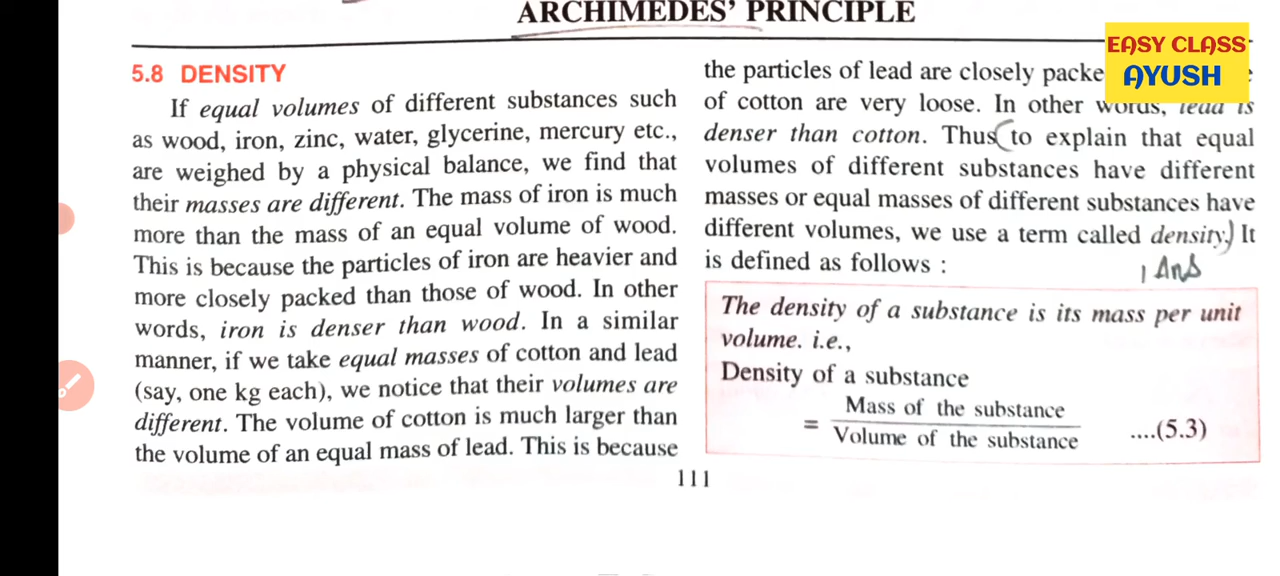 ARCHIMEDES' PRINCIPLE
EASY CLASS
AYUSH
5.8 DENSITY
If equal volumes of different substances such
as wood, iron, zinc, water, glycerine, mercury etc.,
are weighed by a physical balance, we find that
their masses are different. The mass of iron is much
more than the mass of an equal volume of wood.
This is because the particles of iron are heavier and
more closely packed than those of wood. In other
words, iron is denser than wood. In a similar
manner, if we take equal masses of cotton and lead
(say, one kg each), we notice that their volumes are
different. The volume of cotton is much larger than
the volume of an equal mass of lead. This is because
the particles of lead are closely packe
of cotton are very loose. In other words, lead is
denser than cotton. Thus (to explain that equal
volumes of different substances have different
masses or equal masses of different substances have
different volumes, we use a term called density.) It
is defined as follows :
Ans
The density of a substance is its mass per unit
volume. i.e.,
Density of a substance
= Mass of the substance
Volume of the substance ....(5.3)
111